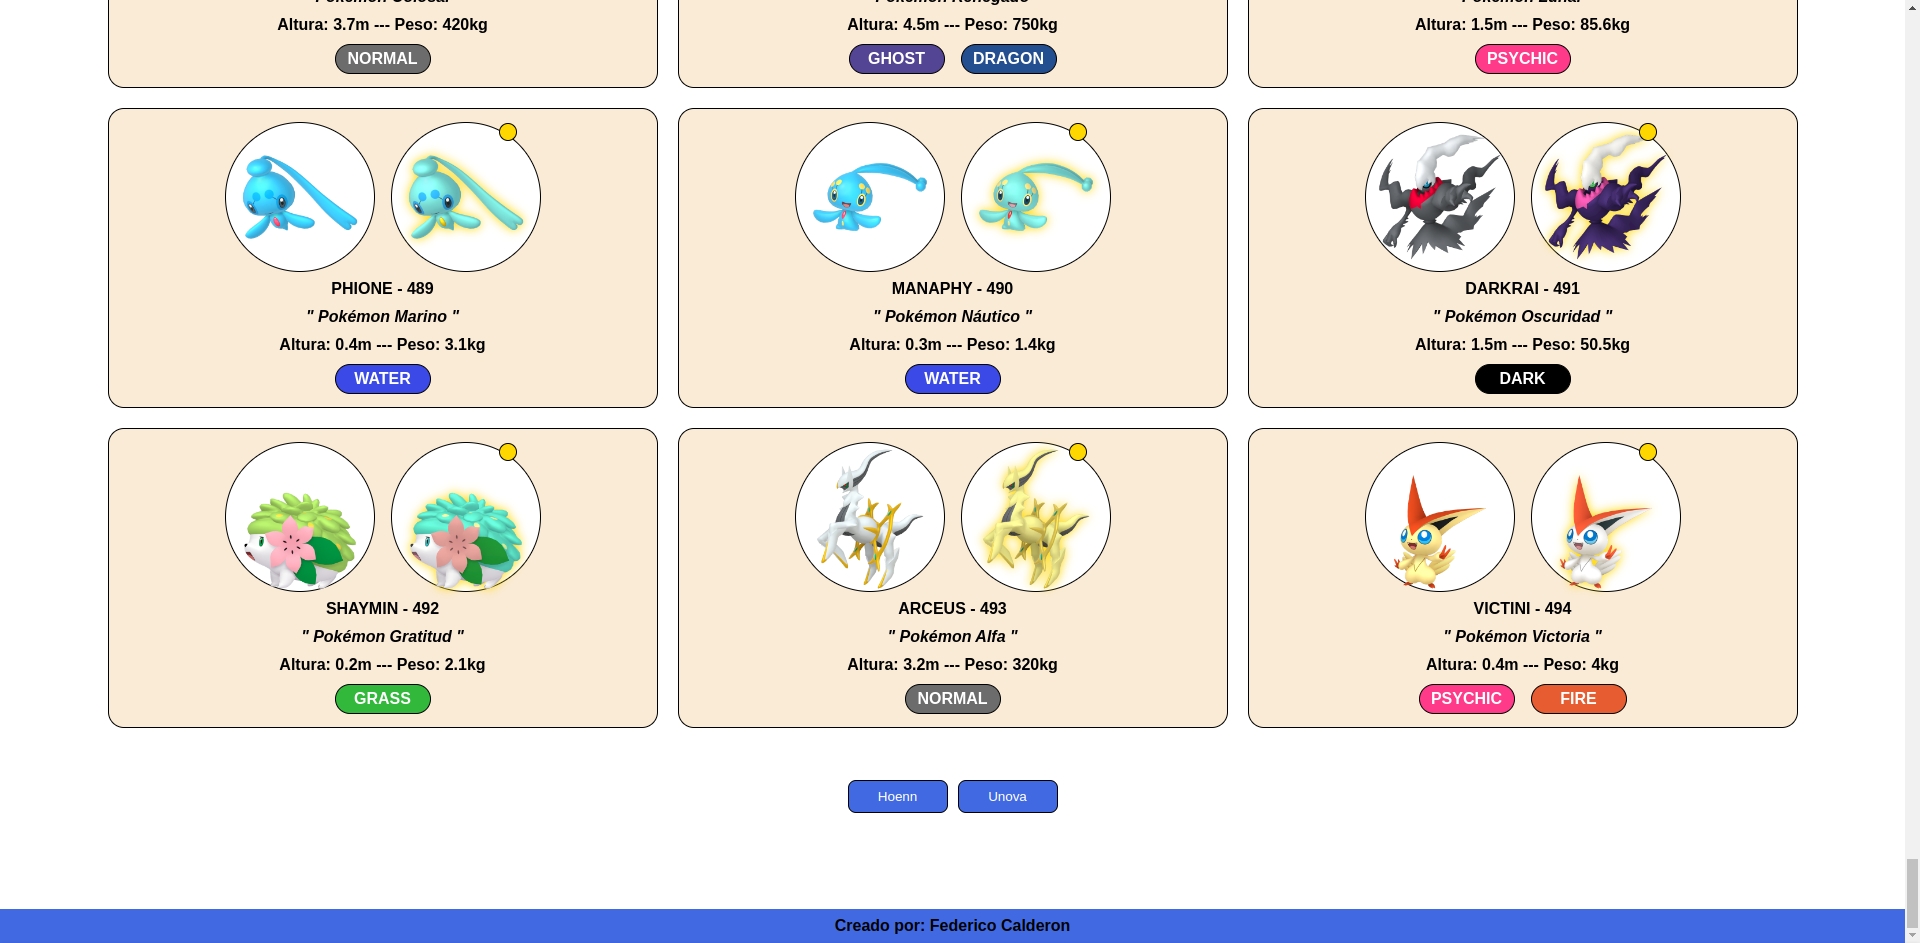 Altura: 3.7m --- Peso: 420kg
NORMAL
Altura: 4.5m --- Peso: 750kg
GHOST DRAGON
Altura: 1.5m --- Peso: 85.6kg
PSYCHIC
PHIONE - 489
" Pokémon Marino "
Altura: 0.4m --- Peso: 3.1kg
WATER
MANAPHY - 490
" Pokémon Náutico "
Altura: 0.3m --- Peso: 1.4kg
WATER
DARKRAI - 491
" Pokémon Oscuridad "
Altura: 1.5m --- Peso: 50.5kg
DARK
SHAYMIN - 492
" Pokémon Gratitud "
Altura: 0.2m --- Peso: 2.1kg
GRASS
ARCEUS - 493
" Pokémon Alfa "
Altura: 3.2m --- Peso: 320kg
NORMAL
VICTINI - 494
" Pokémon Victoria "
Altura: 0.4m --- Peso: 4kg
PSYCHIC FIRE
Hoenn Unova
Creado por: Federico Calderon